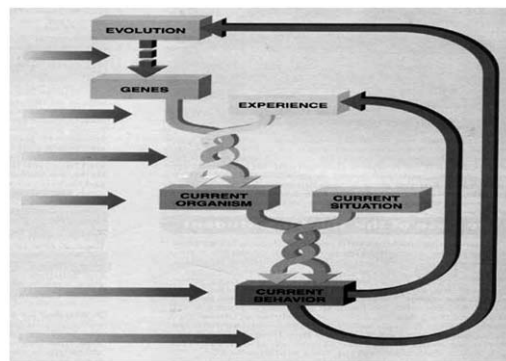 EVOLUTION
GENES
EXPERIENCE
CURRENT
ORGANISM
CURRENT
SITUATION
CURRENT
BEHAVIOR